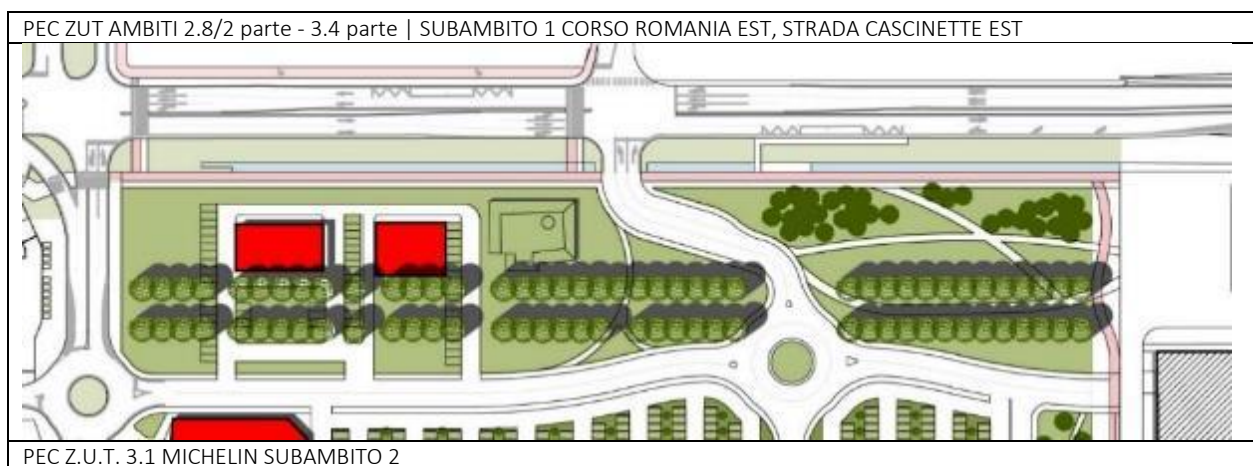 PEC ZUT AMBITI 2.8/2 parte - 3.4 parte | SUBAMBITO 1 CORSO ROMANIA EST, STRADA CASCINETTE EST
PEC Z.U.T. 3.1 MICHELIN SUBAMBITO 2